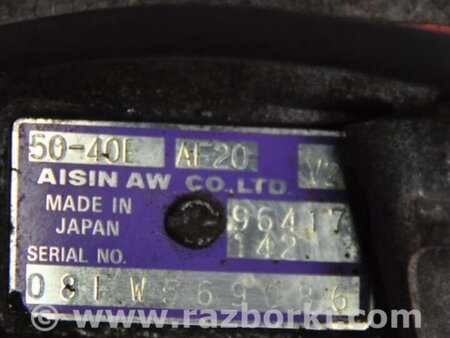 50-40E AF20 V2
AISIN AW CO.,LTD.
MADE IN
JAPAN
96417
142
SERIAL NO.
© www.razborki.com